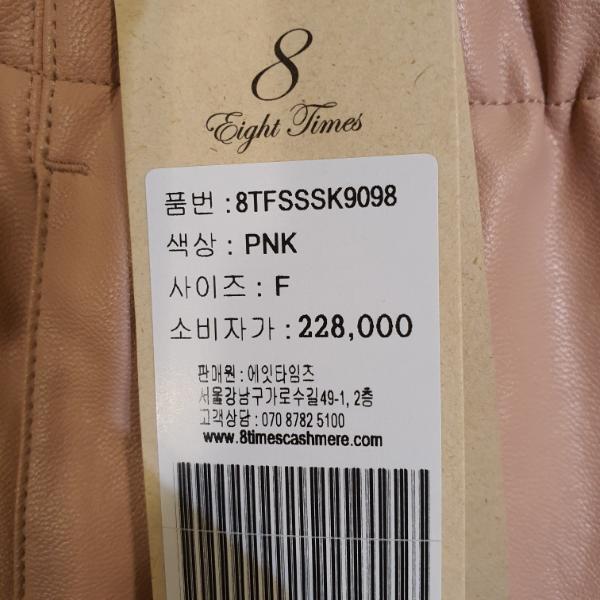 8
Eight Times
품번 : 8TFSSSK9098
색상 : PNK
사이즈 : F
소비자가 : 228,000
판매원 : 에잇타임즈
서울강남구가로수길49-1, 2층
고객상담 : 070 8782 5100
www.8timescashmere.com